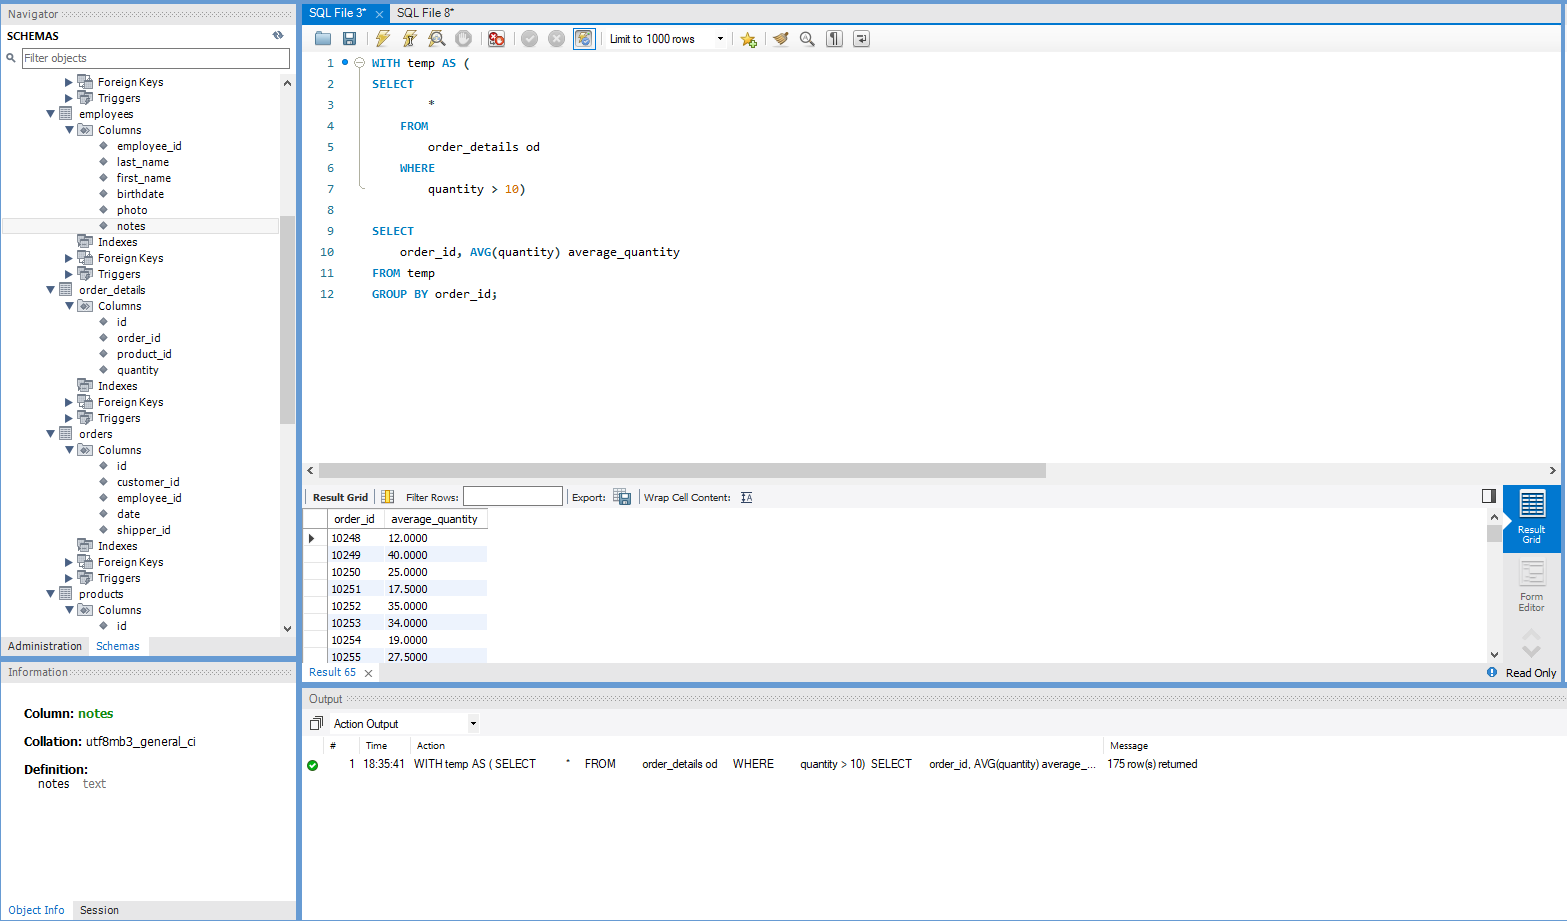 Navigator
SCHEMAS
Filter objects
Foreign Keys
Triggers
employees
Columns
employee_id
last_name
first_name
birthdate
photo
notes
Indexes
Foreign Keys
Triggers
order_details
Columns
id
order_id
product_id
quantity
Indexes
Foreign Keys
Triggers
orders
Columns
id
customer_id
employee_id
date
shipper_id
Indexes
Foreign Keys
Triggers
products
Columns
id
Administration Schemas
Information
Column: notes
Collation: utf8mb3_general_ci
Definition:
notes text
Object Info Session
SQL File 3* SQL File 8*
Limit to 1000 rows
1 WITH temp AS (
2 SELECT
3 *
4 FROM
5 order_details od
6 WHERE
7 quantity > 10)
8
9 SELECT
10 order_id, AVG(quantity) average_quantity
11 FROM temp
12 GROUP BY order_id;
Result Grid Filter Rows: Export: Wrap Cell Content:
order_id average_quantity
10248 12.0000
10249 40.0000
10250 25.0000
10251 17.5000
10252 35.0000
10253 34.0000
10254 19.0000
10255 27.5000
Result
Grid
Form
Editor
Result 65 Read Only
Output
Action Output
# Time Action Message
1 18:35:41 WITH temp AS ( SELECT * FROM order_details od WHERE quantity > 10) SELECT order_id, AVG(quantity) average_... 175 row(s) returned